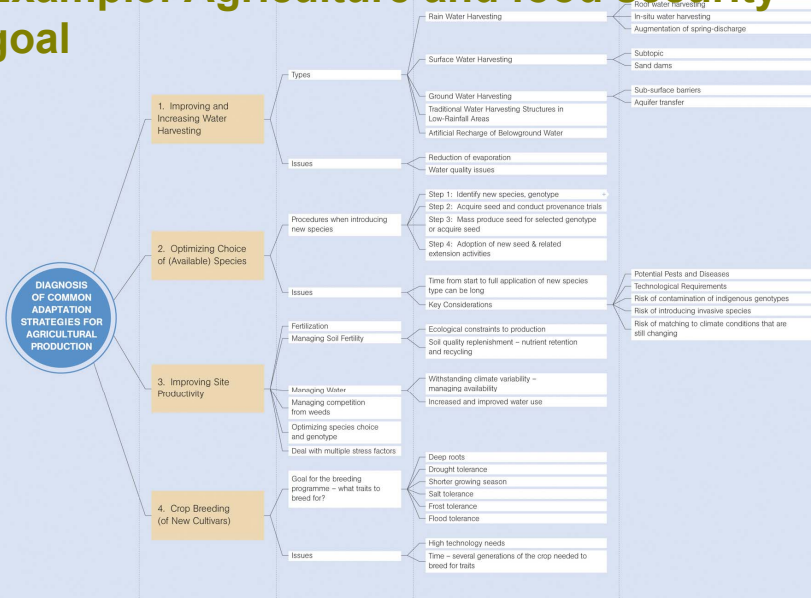 Example: Agriculture and food security
goal
DIAGNOSIS
OF COMMON
ADAPTATION
STRATEGIES FOR
AGRICULTURAL
PRODUCTION
1. Improving and
Increasing Water
Harvesting
Types
Rain Water Harvesting
Roof water harvesting
In-situ water harvesting
Augmentation of spring-discharge
Surface Water Harvesting
Subtopic
Sand dams
Ground Water Harvesting
Sub-surface barriers
Aquifer transfer
Traditional Water Harvesting Structures in
Low-Rainfall Areas
Artificial Recharge of Belowground Water
Issues
Reduction of evaporation
Water quality issues
2. Optimizing Choice
of (Available) Species
Procedures when introducing
new species
Step 1: Identify new species, genotype
Step 2: Acquire seed and conduct provenance trials
Step 3: Mass produce seed for selected genotype
or acquire seed
Step 4: Adoption of new seed & related
extension activities
Issues
Time from start to full application of new species
type can be long
Key Considerations
Potential Pests and Diseases
Technological Requirements
Risk of contamination of indigenous genotypes
Risk of introducing invasive species
Risk of matching to climate conditions that are
still changing
3. Improving Site
Productivity
Fertilization
Managing Soil Fertility
Ecological constraints to production
Soil quality replenishment – nutrient retention
and recycling
Managing Water
Withstanding climate variability –
managing availability
Increased and improved water use
Managing competition
from weeds
Optimizing species choice
and genotype
Deal with multiple stress factors
4. Crop Breeding
(of New Cultivars)
Goal for the breeding
programme – what traits to
breed for?
Deep roots
Drought tolerance
Shorter growing season
Salt tolerance
Frost tolerance
Flood tolerance
Issues
High technology needs
Time – several generations of the crop needed to
breed for traits